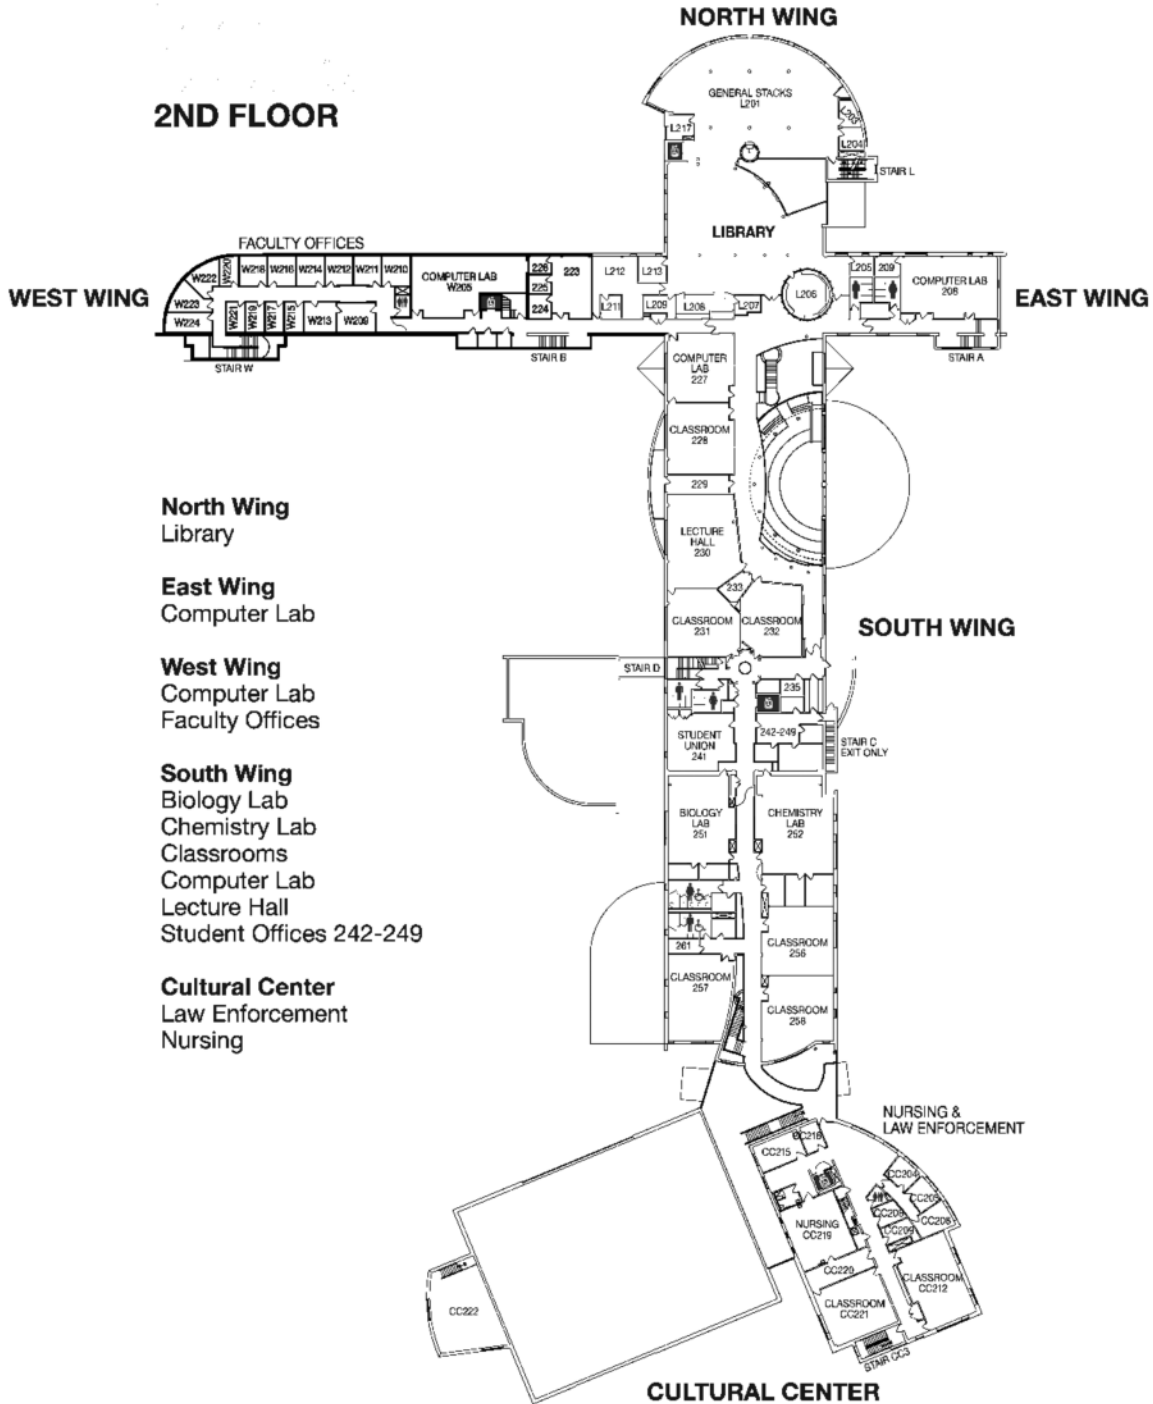 NORTH WING
2ND FLOOR
GENERAL STACKS
L201
L203
L217
L204
STAIR L
LIBRARY
FACULTY OFFICES
W222
W220
W218
W216
W214
W212
W211
W210
COMPUTER LAB
W205
226
225
224
223
L212
L213
L205
209
COMPUTER LAB
208
WEST WING
EAST WING
W223
W224
W221
W219
W217
W215
W213
W209
L211
L209
L208
L207
L206
STAIR W
STAIR B
STAIR A
COMPUTER
LAB
227
CLASSROOM
228
229
LECTURE
HALL
230
233
CLASSROOM
231
CLASSROOM
232
SOUTH WING
STAIR D
235
STUDENT
UNION
241
242-249
STAIR C
EXIT ONLY
BIOLOGY
LAB
251
CHEMISTRY
LAB
252
261
CLASSROOM
256
CLASSROOM
257
CLASSROOM
258
North Wing
Library
East Wing
Computer Lab
West Wing
Computer Lab
Faculty Offices
South Wing
Biology Lab
Chemistry Lab
Classrooms
Computer Lab
Lecture Hall
Student Offices 242-249
Cultural Center
Law Enforcement
Nursing
NURSING &
LAW ENFORCEMENT
CC215
CC204
CC205
CC206
CC208
CC209
NURSING
CC219
CC220
CLASSROOM
CC212
CLASSROOM
CC221
CC222
STAIR CC3
CULTURAL CENTER